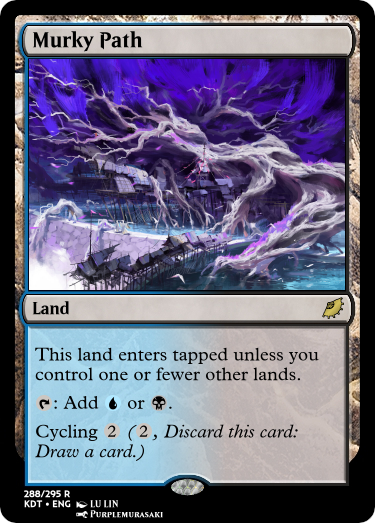 Murky Path
Land
This land enters tapped unless you
control one or fewer other lands.
: Add or .
Cycling 2 (2, Discard this card:
Draw a card.)
288/295 R
KDT • ENG LU LIN
PURPLEMURASAKI